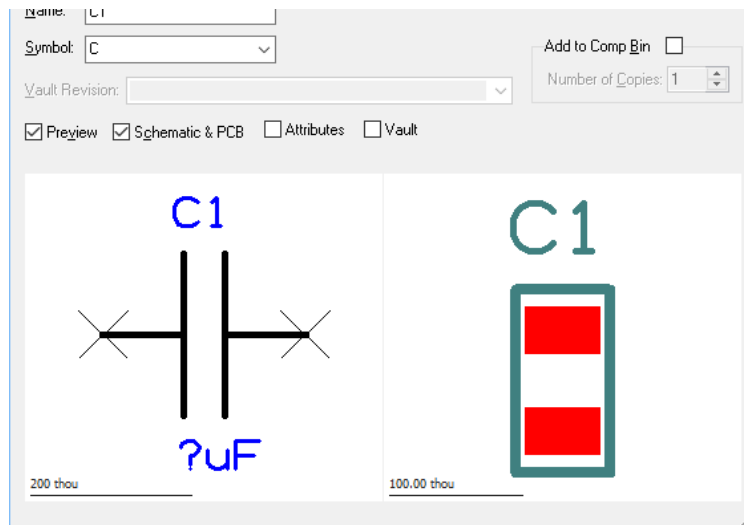 Name: C1
Symbol: C
Add to Comp Bin
Vault Revision:
Number of Copies: 1
Preview Schematic & PCB Attributes Vault
C1
C1
?uF
200 thou
100.00 thou